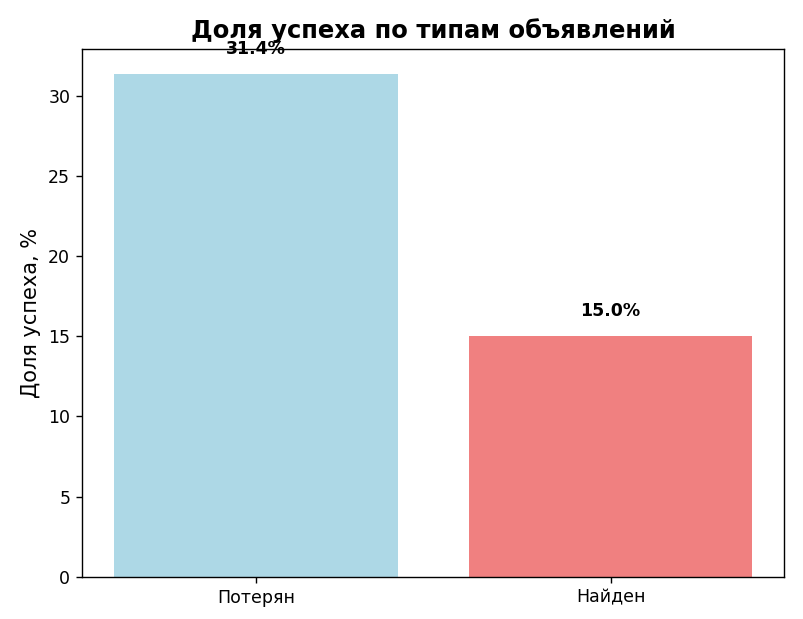 Доля успеха по типам объявлений
31.4%
15.0%
Доля успеха, %
30
25
20
15
10
5
0
Потерян
Найден